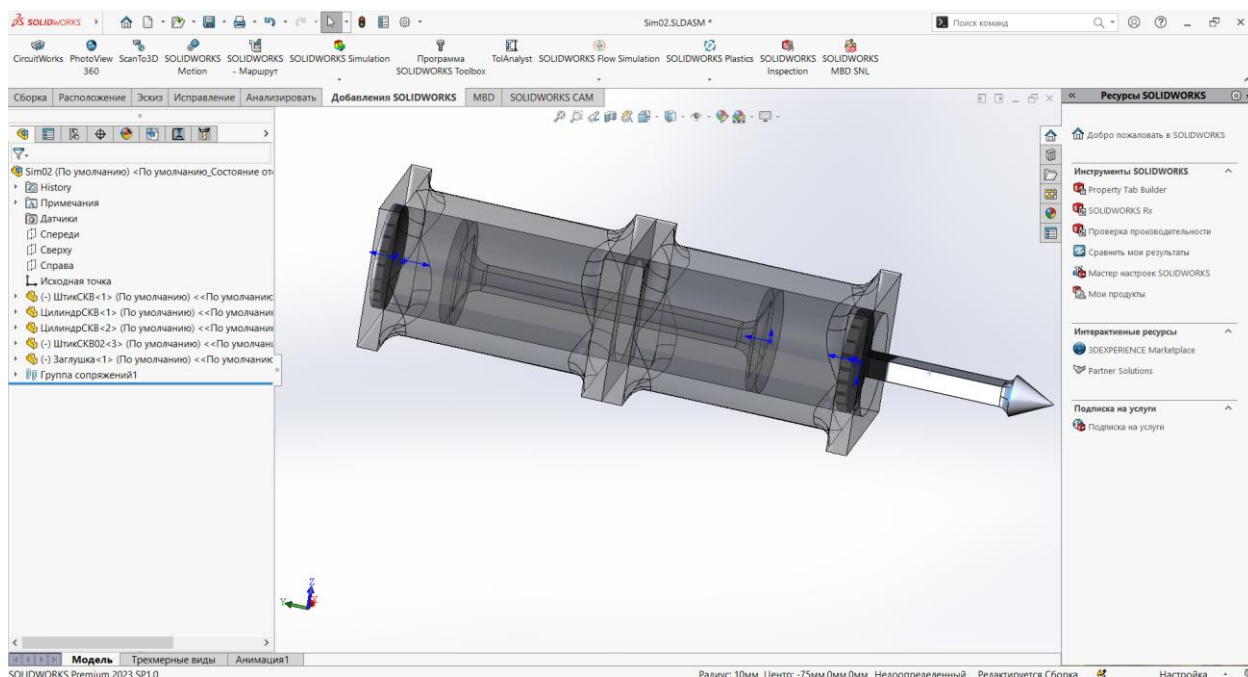 SOLIDWORKS
Sim02.SLDASM *
Поиск команд
CircuitWorks
PhotoView 360
ScanTo3D
SOLIDWORKS Motion
SOLIDWORKS - Маршрут
SOLIDWORKS Simulation
Программа SOLIDWORKS Toolbox
TolAnalyst
SOLIDWORKS Flow Simulation
SOLIDWORKS Plastics
SOLIDWORKS Inspection
SOLIDWORKS MBD SNL
Сборка Расположение Эскиз Исправление Анализировать Добавления SOLIDWORKS MBD SOLIDWORKS CAM
Ресурсы SOLIDWORKS
Sim02 (По умолчанию) <По умолчанию_Состояние от
History
Примечания
Датчики
Спереди
Сверху
Справа
Исходная точка
(-) ШтикСКВ<1> (По умолчанию) <<По умолчани
ЦилиндрСКВ<1> (По умолчанию) <<По умолчани
ЦилиндрСКВ<2> (По умолчанию) <<По умолчани
(-) ШтикСКВ02<3> (По умолчанию) <<По умолчан
(-) Заглушка<1> (По умолчанию) <<По умолчани
Группа сопряжений1
Добро пожаловать в SOLIDWORKS
Инструменты SOLIDWORKS
Property Tab Builder
SOLIDWORKS Rx
Проверка производительности
Сравнить мои результаты
Мастер настроек SOLIDWORKS
Мои продукты
Интерактивные ресурсы
3DEXPERIENCE Marketplace
Partner Solutions
Подписка на услуги
Подписка на услуги
Z
Y
X
Модель Трехмерные виды Анимация1
SOLIDWORKS Premium 2023 SP1.0
Радиус: 10мм Центр: -75мм,0мм,0мм Недоопределенный Редактируется Сборка Настройка